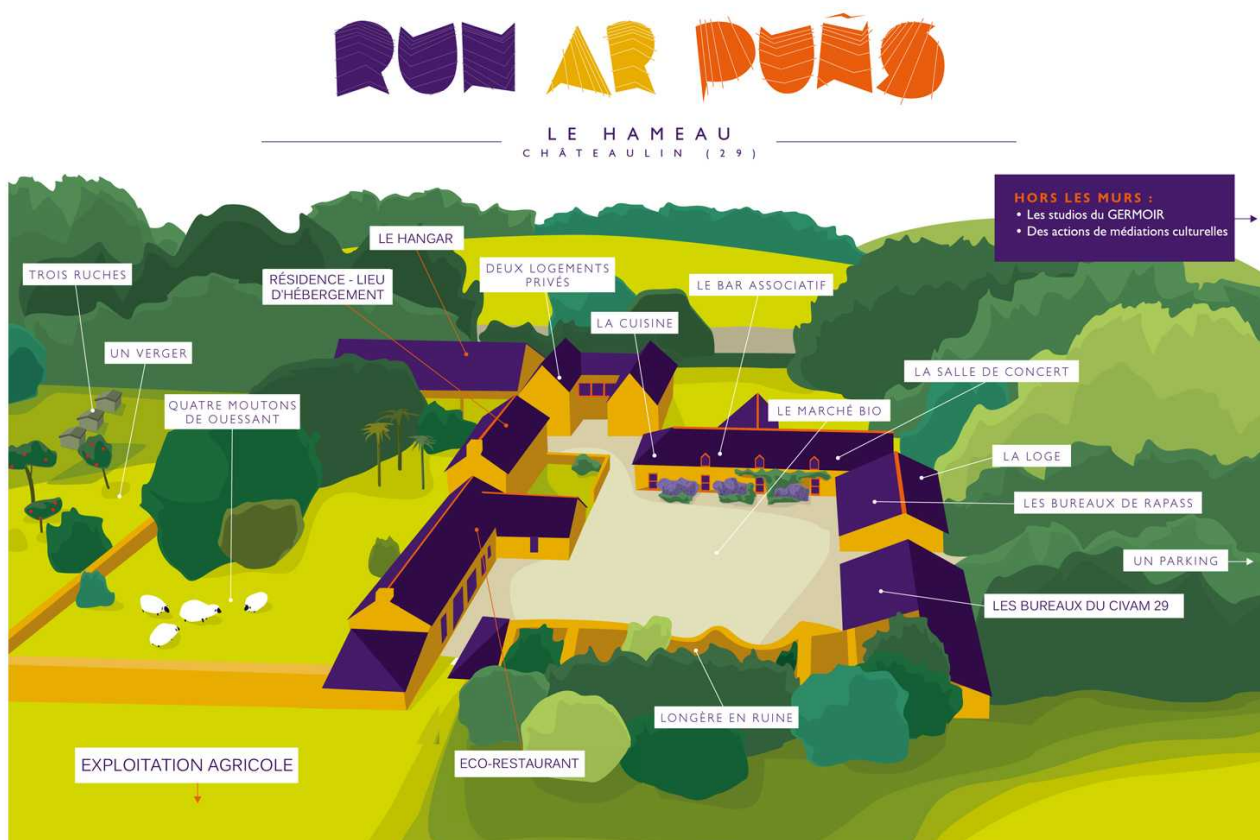 RUN AR PUÑS
LE HAMEAU
CHÂTEAULIN (29)
HORS LES MURS :
• Les studios du GERMOIR
• Des actions de médiations culturelles
LE HANGAR
TROIS RUCHES
RÉSIDENCE - LIEU
D'HÉBERGEMENT
DEUX LOGEMENTS
PRIVÉS
LE BAR ASSOCIATIF
LA CUISINE
UN VERGER
LA SALLE DE CONCERT
QUATRE MOUTONS
DE OUESSANT
LE MARCHÉ BIO
LA LOGE
LES BUREAUX DE RAPASS
UN PARKING
LES BUREAUX DU CIVAM 29
LONGÈRE EN RUINE
EXPLOITATION AGRICOLE
ECO-RESTAURANT